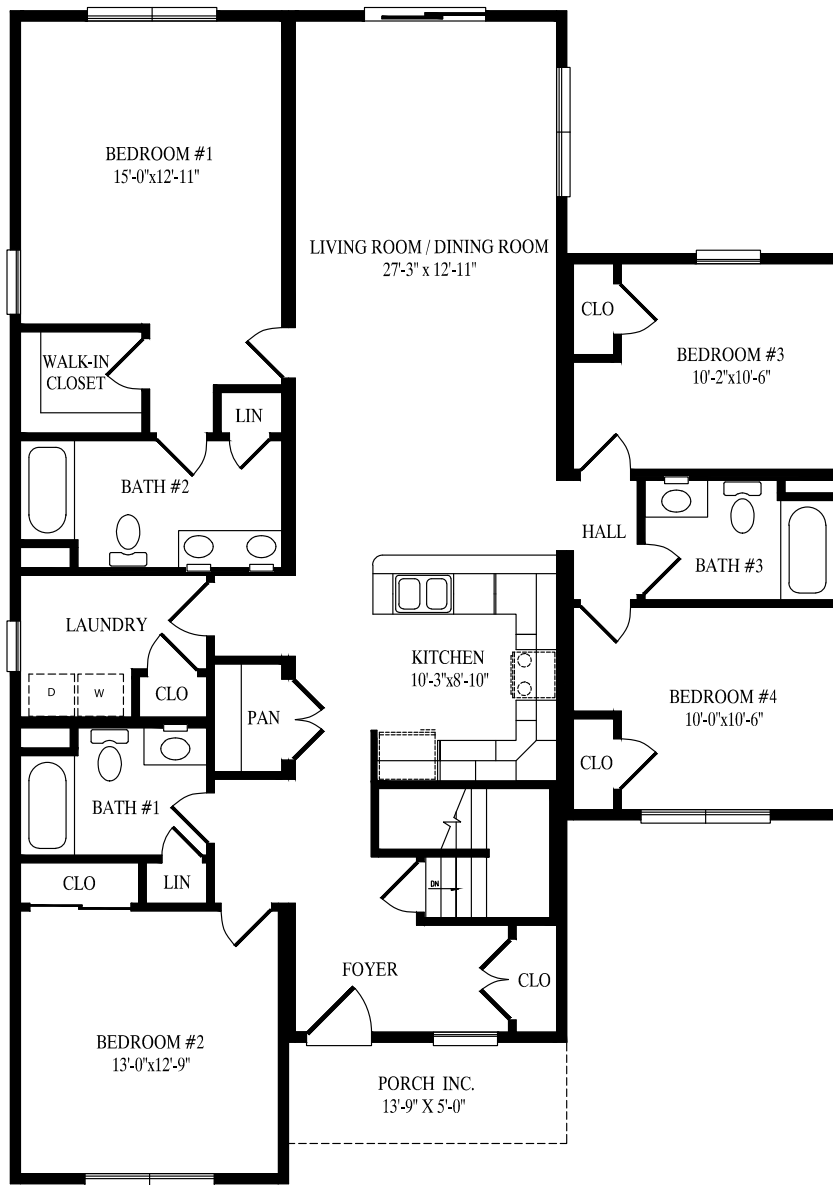 BEDROOM #1
15'-0"x12'-11"
LIVING ROOM / DINING ROOM
27'-3" x 12'-11"
CLO
BEDROOM #3
10'-2"x10'-6"
WALK-IN
CLOSET
LIN
BATH #2
HALL
BATH #3
LAUNDRY
D
W
CLO
KITCHEN
10'-3"x8'-10"
PAN
BEDROOM #4
10'-0"x10'-6"
CLO
BATH #1
CLO
LIN
DN
FOYER
CLO
BEDROOM #2
13'-0"x12'-9"
PORCH INC.
13'-9" X 5'-0"